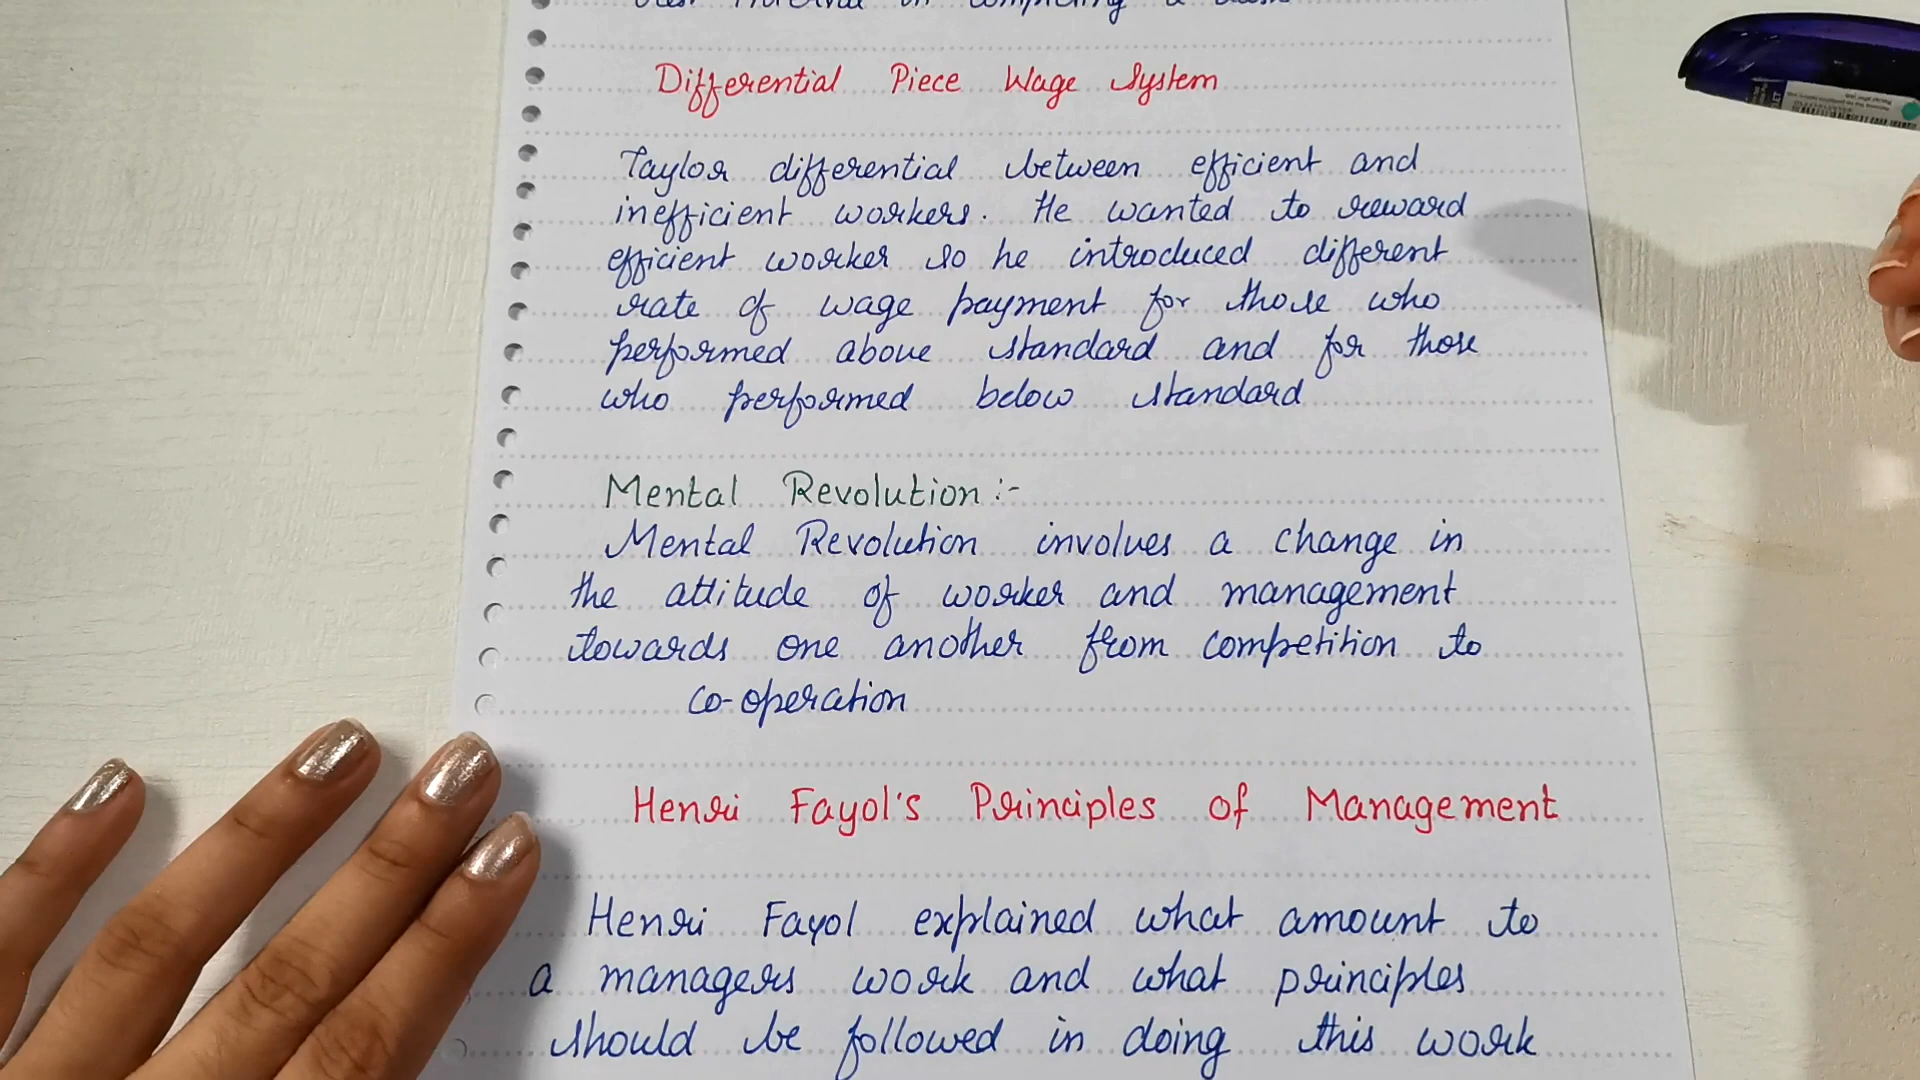 in completing a task
Differential Piece Wage System
Taylor differential between efficient and
inefficient workers. He wanted to reward
efficient worker so he introduced different
rate of wage payment for those who
performed above standard and for those
who performed below standard
Mental Revolution :-
Mental Revolution involves a change in
the attitude of worker and management
towards one another from competition to
co-operation
Henri Fayol's Principles of Management
Henri Fayol explained what amount to
a managers work and what principles
should be followed in doing this work